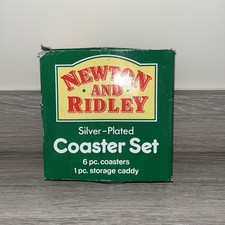 NEWTON
AND
RIDLEY
Silver-Plated
Coaster Set
6 pc. coasters
1 pc. storage caddy